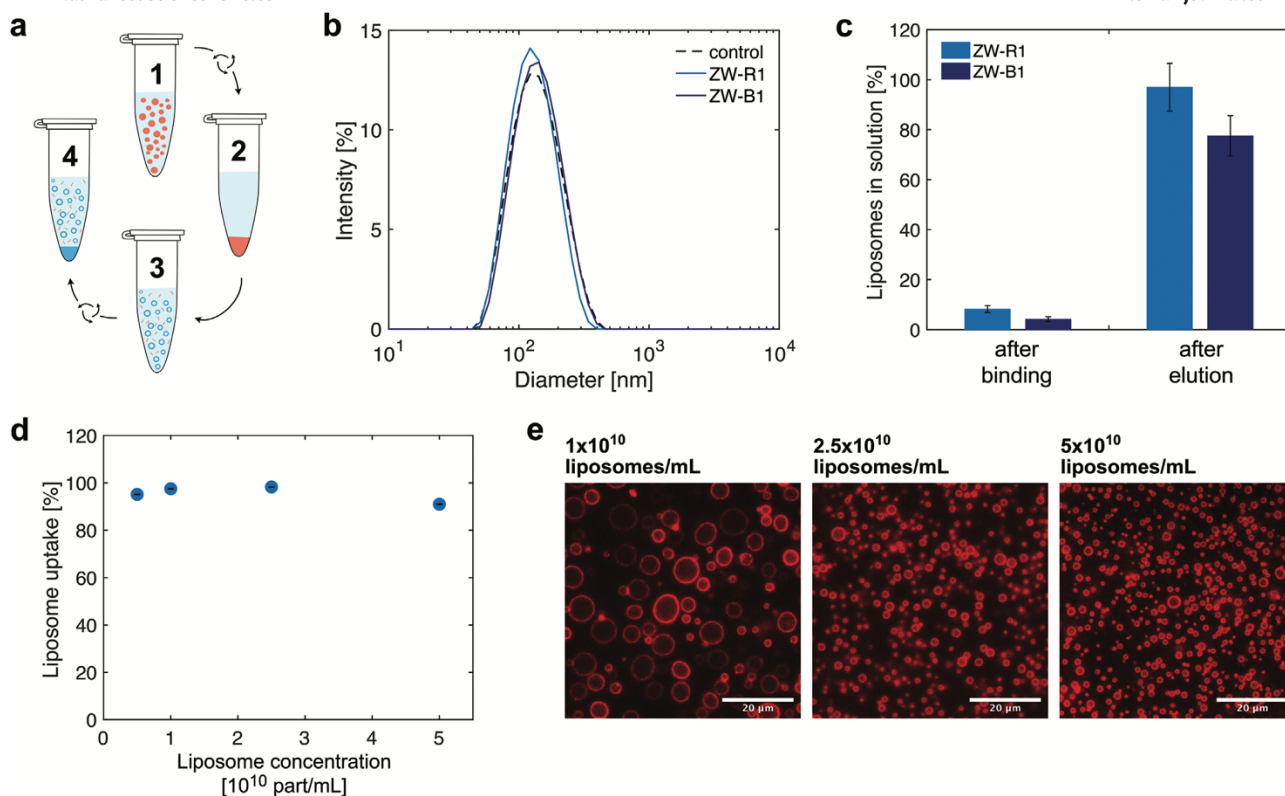 a
1
2
3
4
b
15
10
5
0
Intensity [%]
control
ZW-R1
ZW-B1
10¹
10²
10³
10⁴
Diameter [nm]
c
120
100
80
60
40
20
0
Liposomes in solution [%]
ZW-R1
ZW-B1
after
binding
after
elution
d
120
100
80
60
40
20
0
Liposome uptake [%]
0
1
2
3
4
5
Liposome concentration
[10¹⁰ part/mL]
e
1x10¹⁰
liposomes/mL
2.5x10¹⁰
liposomes/mL
5x10¹⁰
liposomes/mL
20 μm
20 μm
20 μm